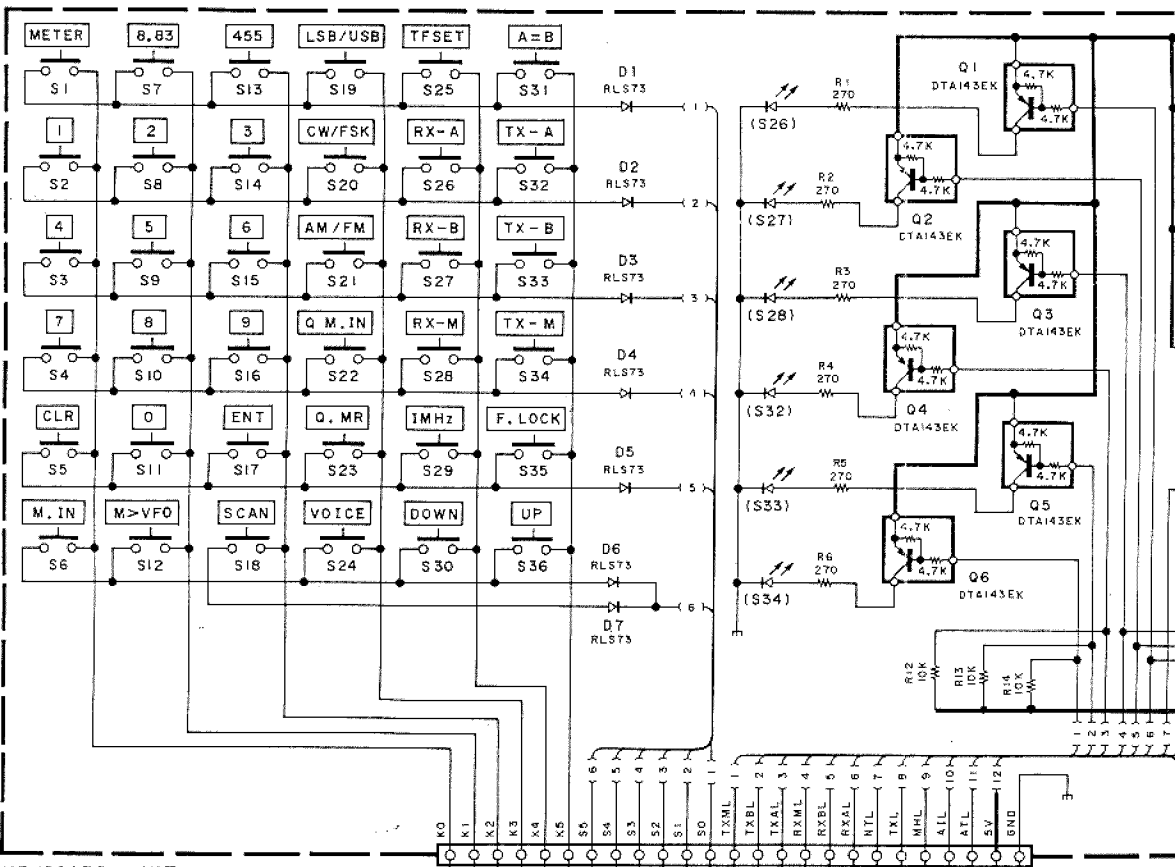 METER 8.83 455 LSB/USB TFSET A=B
S1 S7 S13 S19 S25 S31
D1
RLS73
1
1 2 3 CW/FSK RX-A TX-A
S2 S8 S14 S20 S26 S32
D2
RLS73
2
4 5 6 AM/FM RX-B TX-B
S3 S9 S15 S21 S27 S33
D3
RLS73
3
7 8 9 Q M.IN RX-M TX-M
S4 S10 S16 S22 S28 S34
D4
RLS73
4
CLR 0 ENT Q.MR 1MHz F.LOCK
S5 S11 S17 S23 S29 S35
D5
RLS73
5
M.IN M>VFO SCAN VOICE DOWN UP
S6 S12 S18 S24 S30 S36
D6
RLS73
6
D7
RLS73
(S26)
R1
270
Q1
DTA143EK
4.7K
4.7K
(S27)
R2
270
4.7K
4.7K
Q2
DTA143EK
(S28)
R3
270
4.7K
4.7K
Q3
DTA143EK
(S32)
R4
270
4.7K
4.7K
Q4
DTA143EK
(S33)
R5
270
4.7K
4.7K
Q5
DTA143EK
(S34)
R6
270
4.7K
4.7K
Q6
DTA143EK
R12
10K
R13
10K
R14
10K
1 2 3 4 5 6 7
6 5 4 3 2 1
1 2 3 4 5 6 7 8 9 10 11 12
K0 K1 K2 K3 K4 K5 S5 S4 S3 S2 S1 S0 TXML TXBL TXAL RXML RXBL RXAL NTL TXL MHL AIL ATL 5V GND